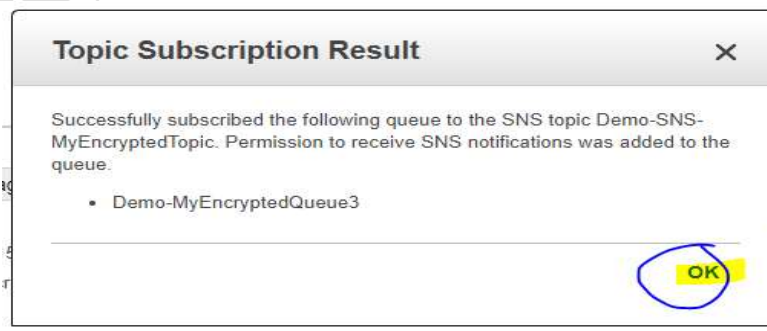 Topic Subscription Result
Successfully subscribed the following queue to the SNS topic Demo-SNS-
MyEncryptedTopic. Permission to receive SNS notifications was added to the
queue.
• Demo-MyEncryptedQueue3
OK